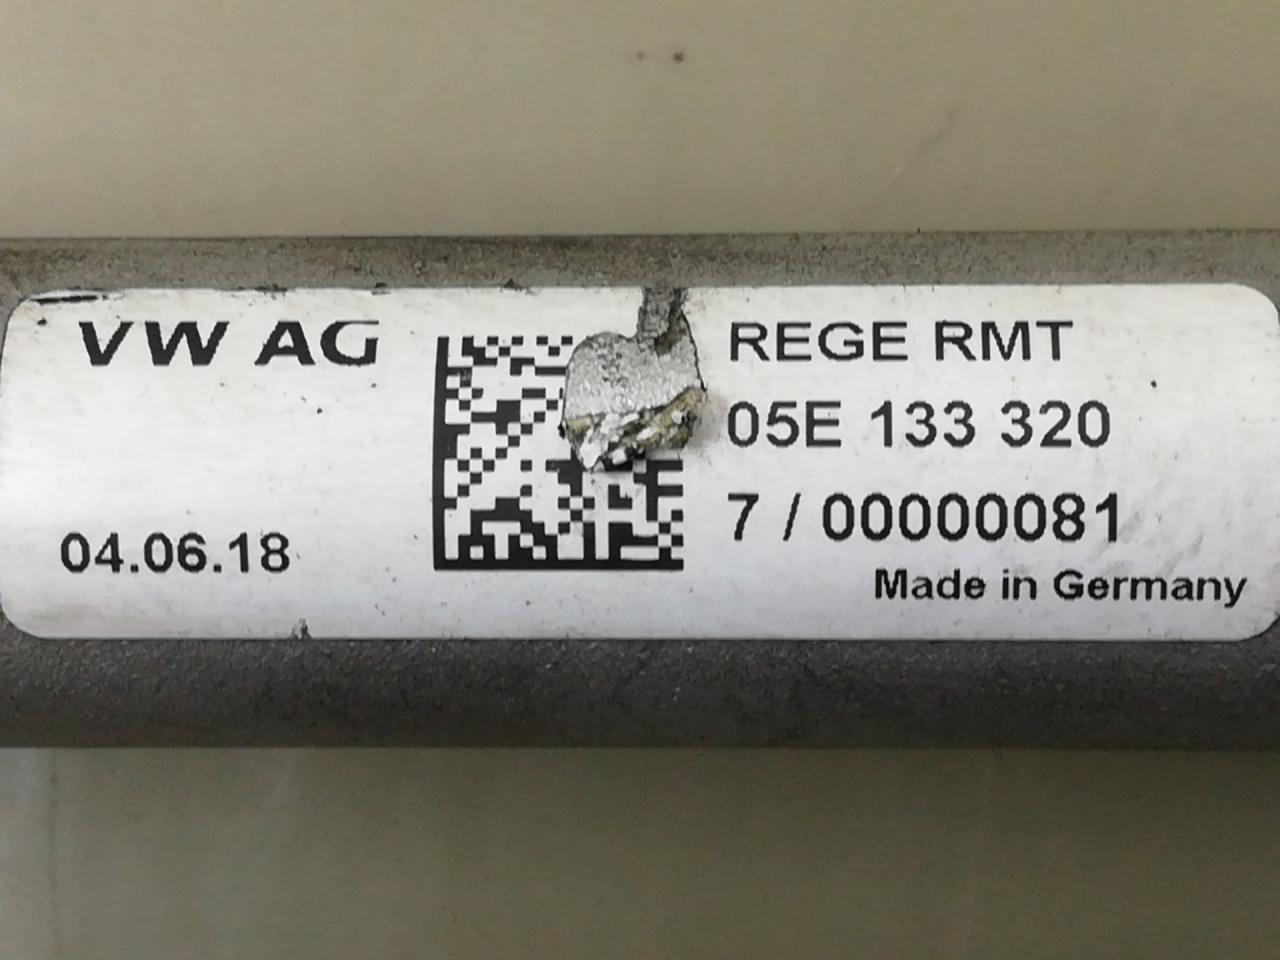 VW AG
04.06.18
REGE RMT
05E 133 320
7 / 00000081
Made in Germany